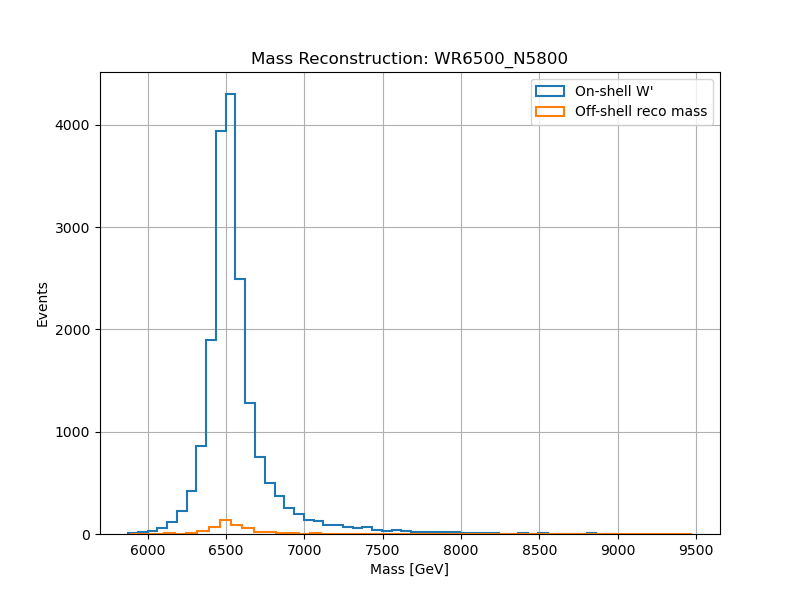 Mass Reconstruction: WR6500_N5800
On-shell W'
Off-shell reco mass
Events
4000
3000
2000
1000
0
6000 6500 7000 7500 8000 8500 9000 9500
Mass [GeV]